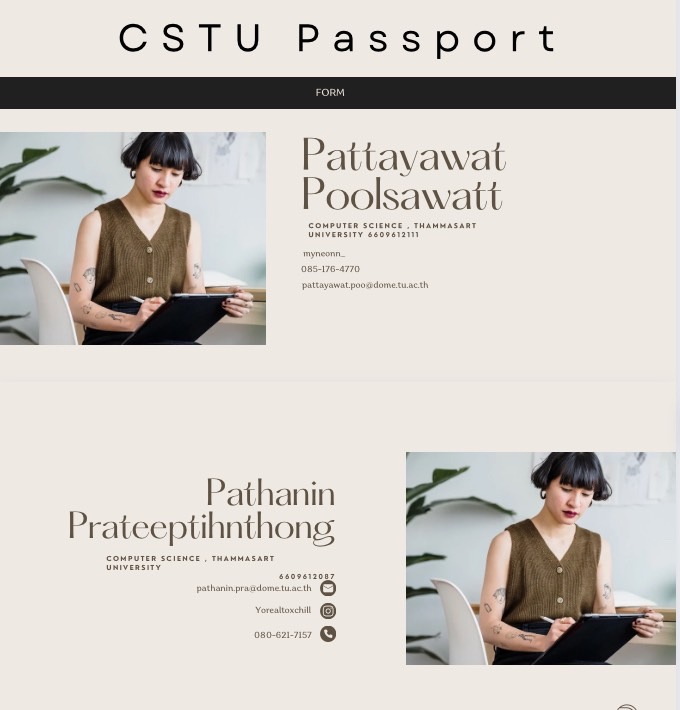 CSTU Passport
FORM
Pattayawat
Poolsawatt
COMPUTER SCIENCE , THAMMASART
UNIVERSITY 6609612111
myneonn_
085-176-4770
pattayawat.poo@dome.tu.ac.th
Pathanin
Prateeptihnthong
COMPUTER SCIENCE , THAMMASART
UNIVERSITY
6609612087
pathanin.pra@dome.tu.ac.th
Yorealtoxchill
080-621-7157